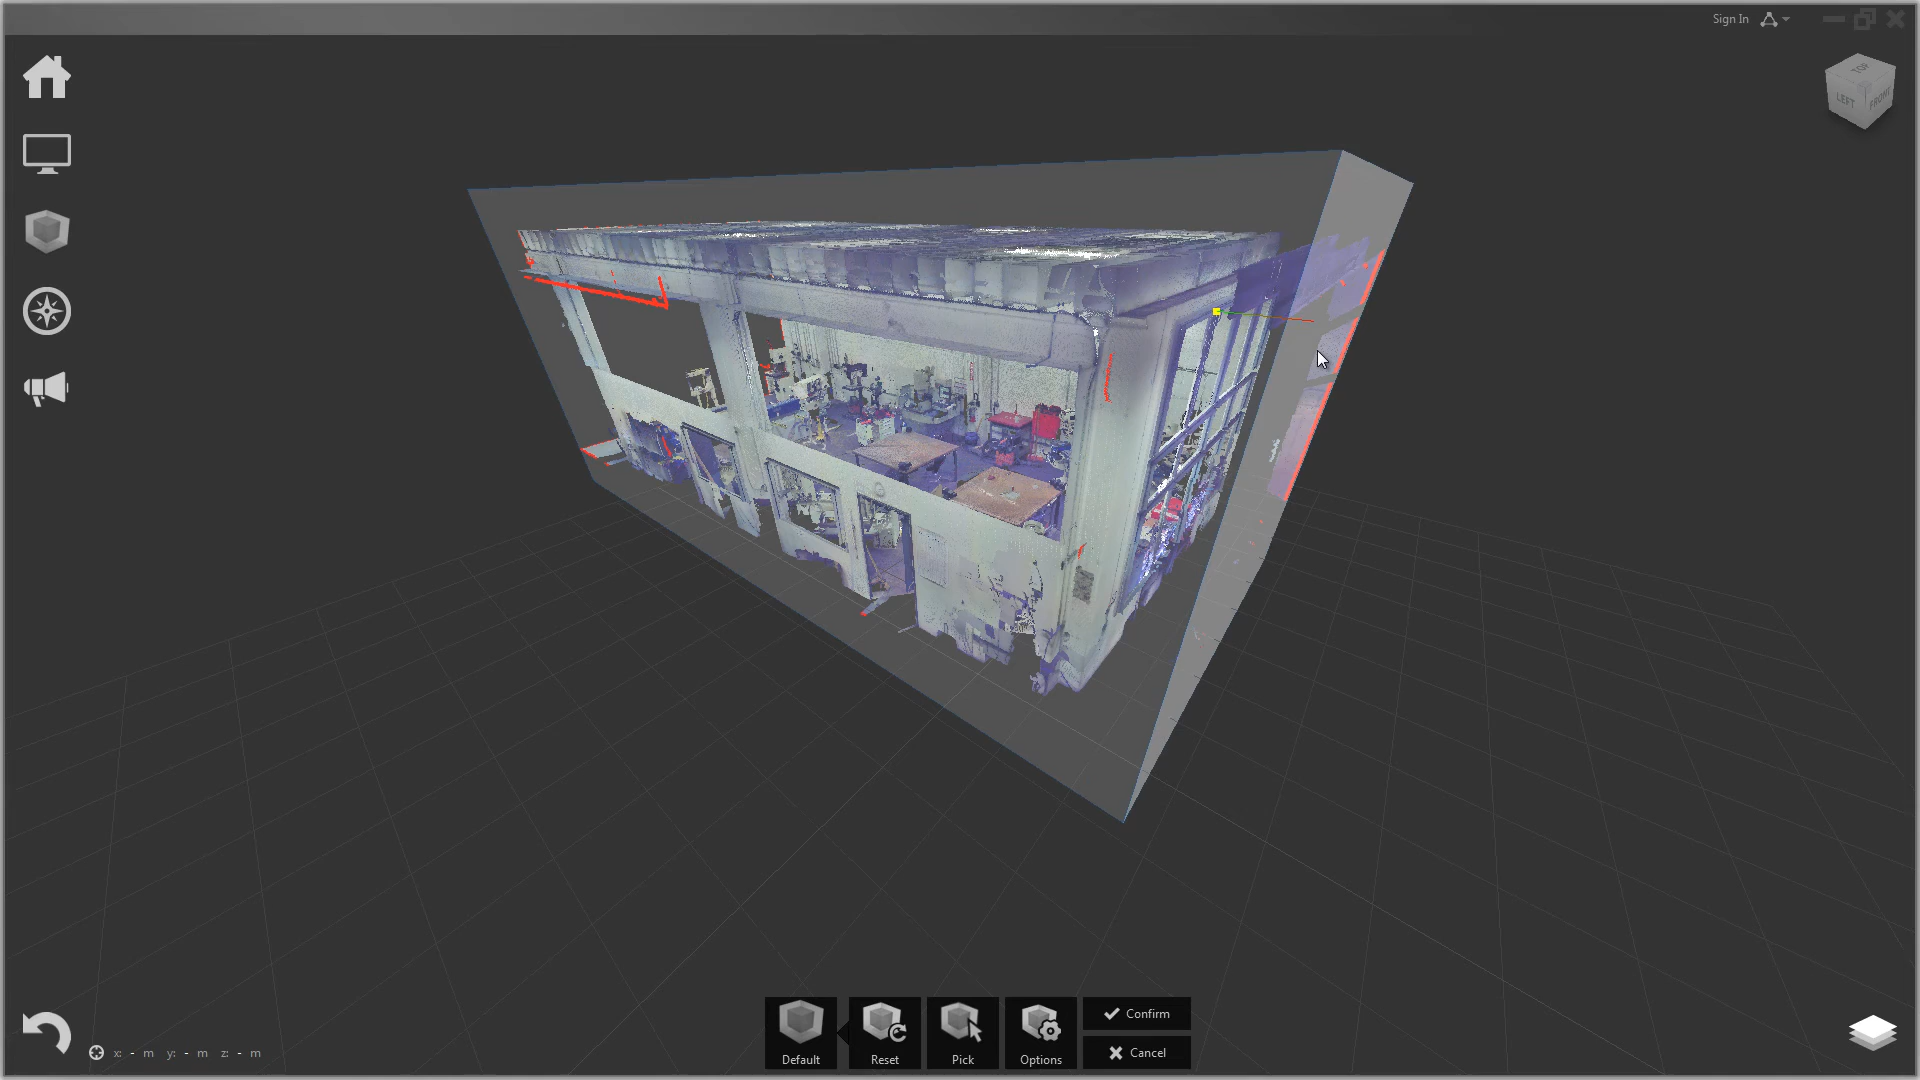 Sign In
TOP
LEFT
FRONT
x: - m y: - m z: - m
Default
Reset
Pick
Options
Confirm
Cancel